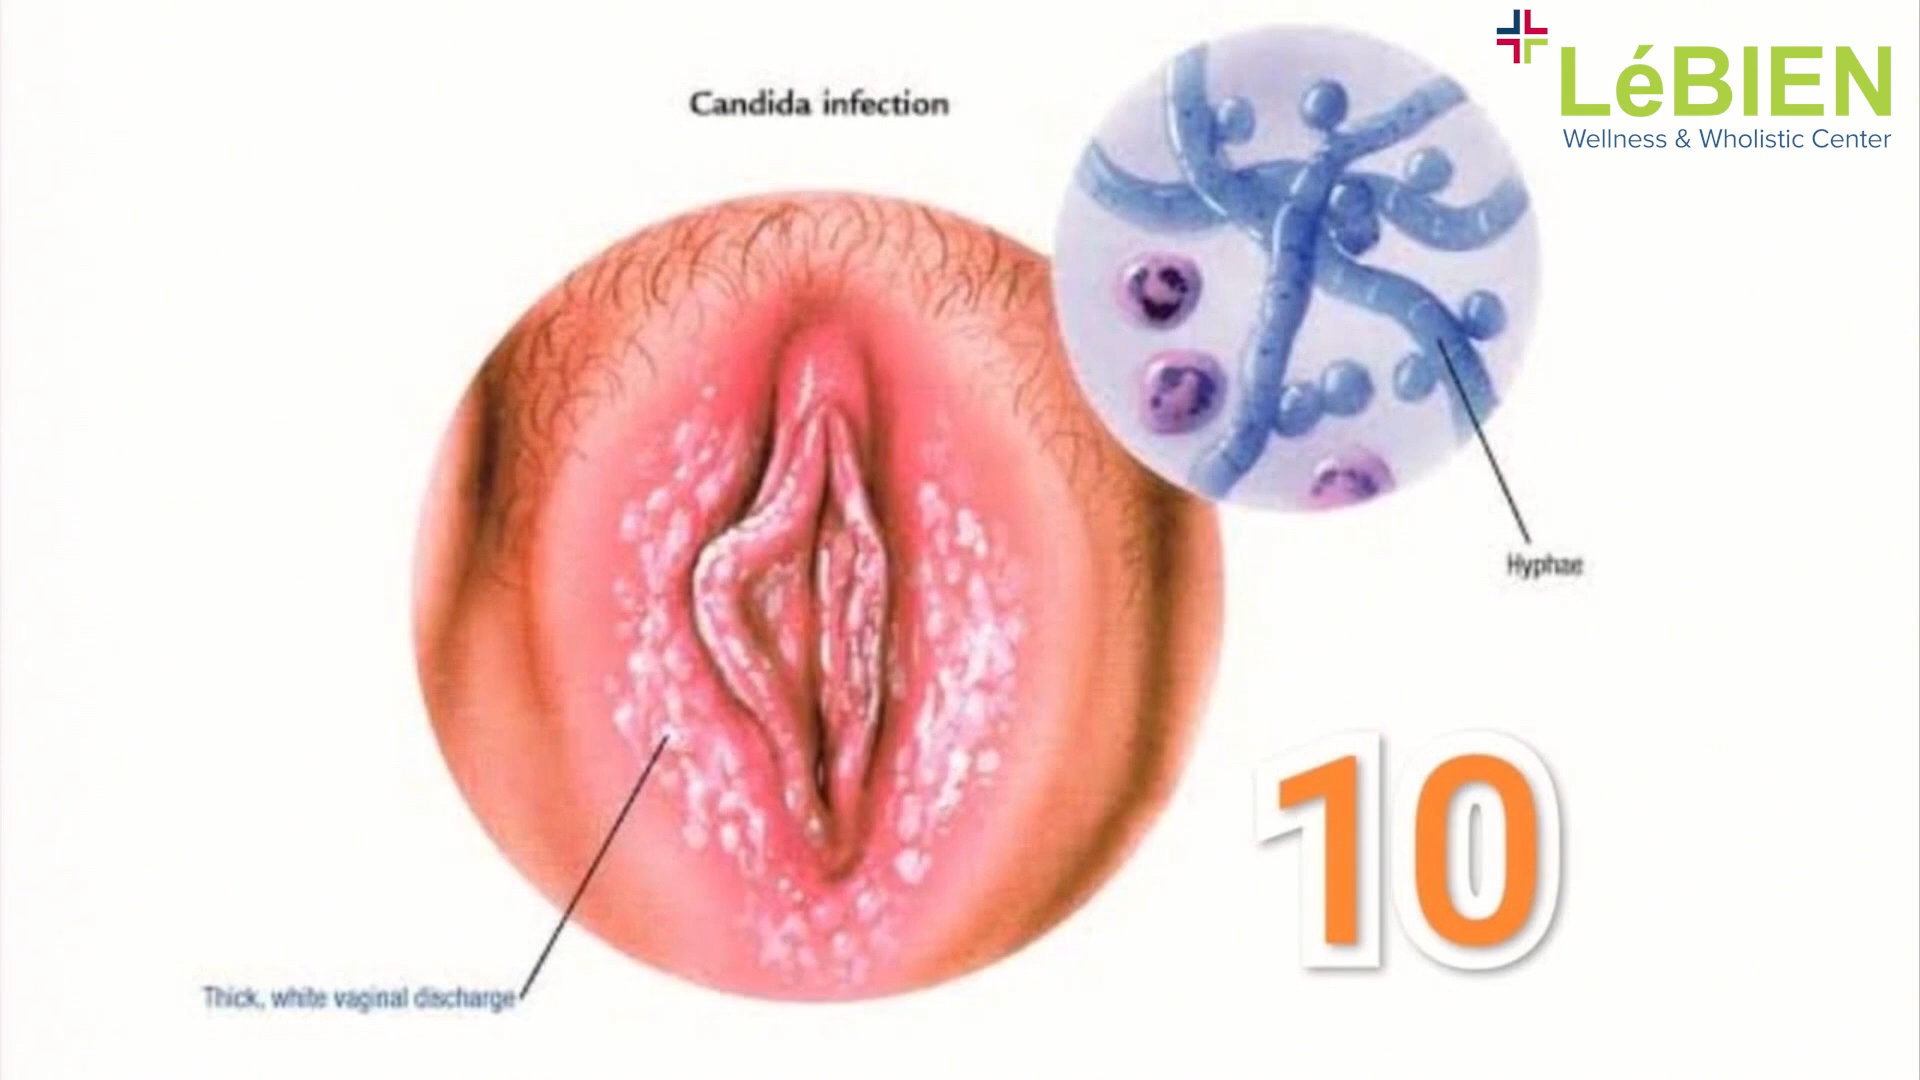 LéBIEN
Wellness & Wholistic Center
Candida infection
Hyphae
10
Thick, white vaginal discharge